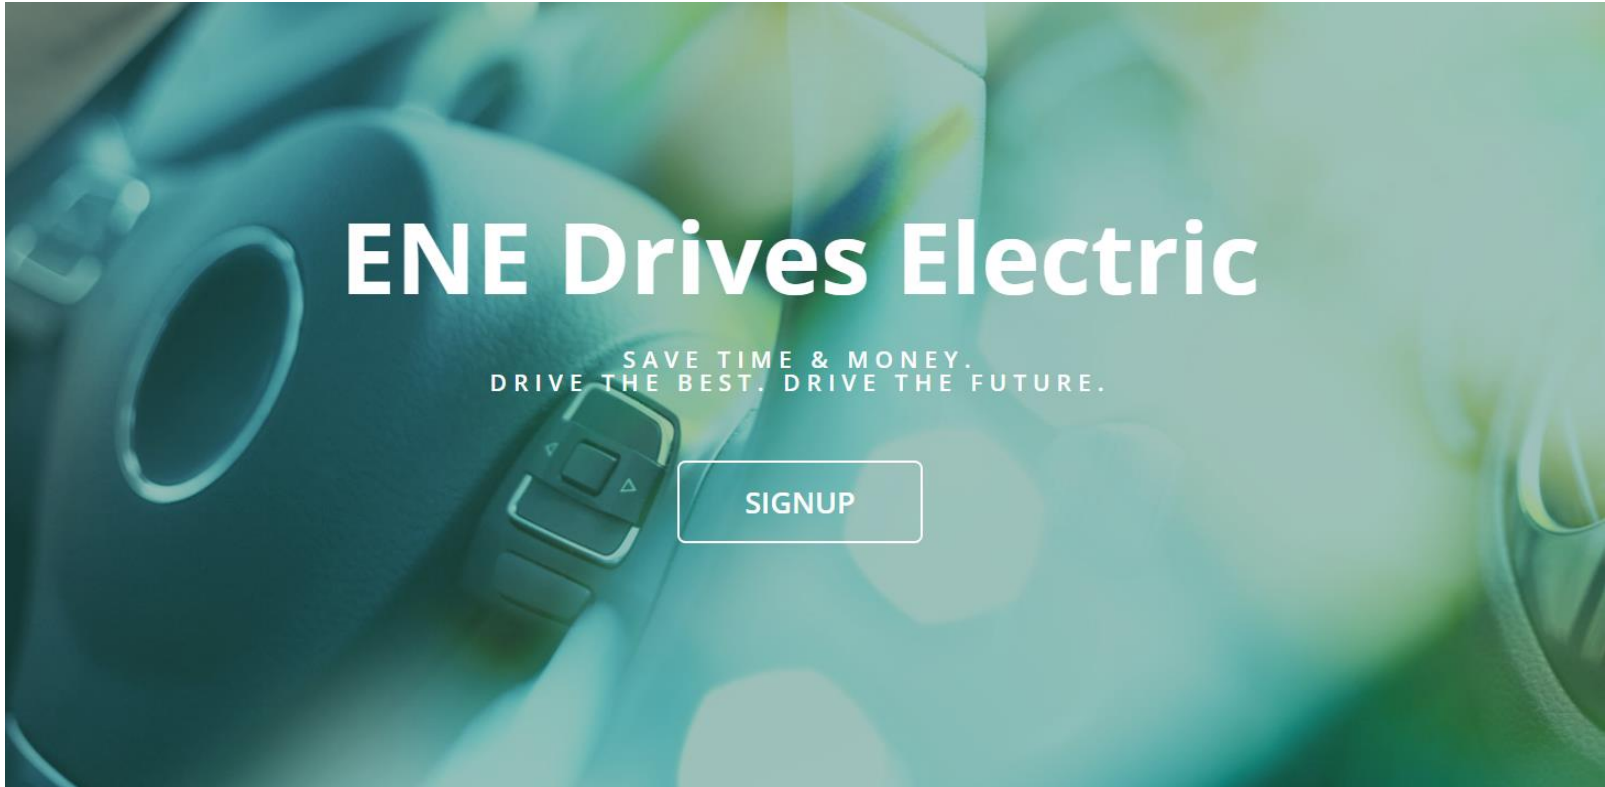 ENE Drives Electric
SAVE TIME & MONEY.
DRIVE THE BEST. DRIVE THE FUTURE.
SIGNUP